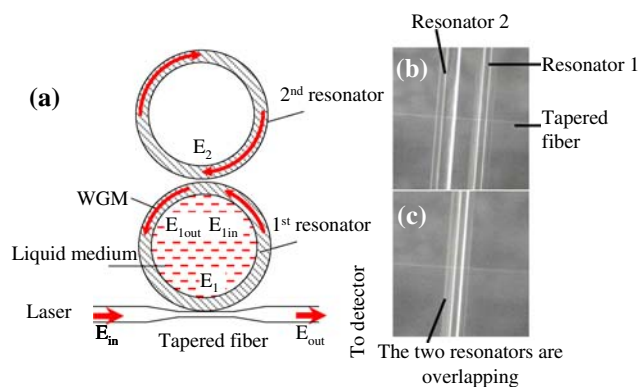 (a)
2nd resonator
E2
WGM
E1out E1in
1st resonator
Liquid medium
E1
Laser
Ein
Tapered fiber
Eout
To detector
Resonator 2
(b)
Resonator 1
Tapered
fiber
(c)
The two resonators are
overlapping